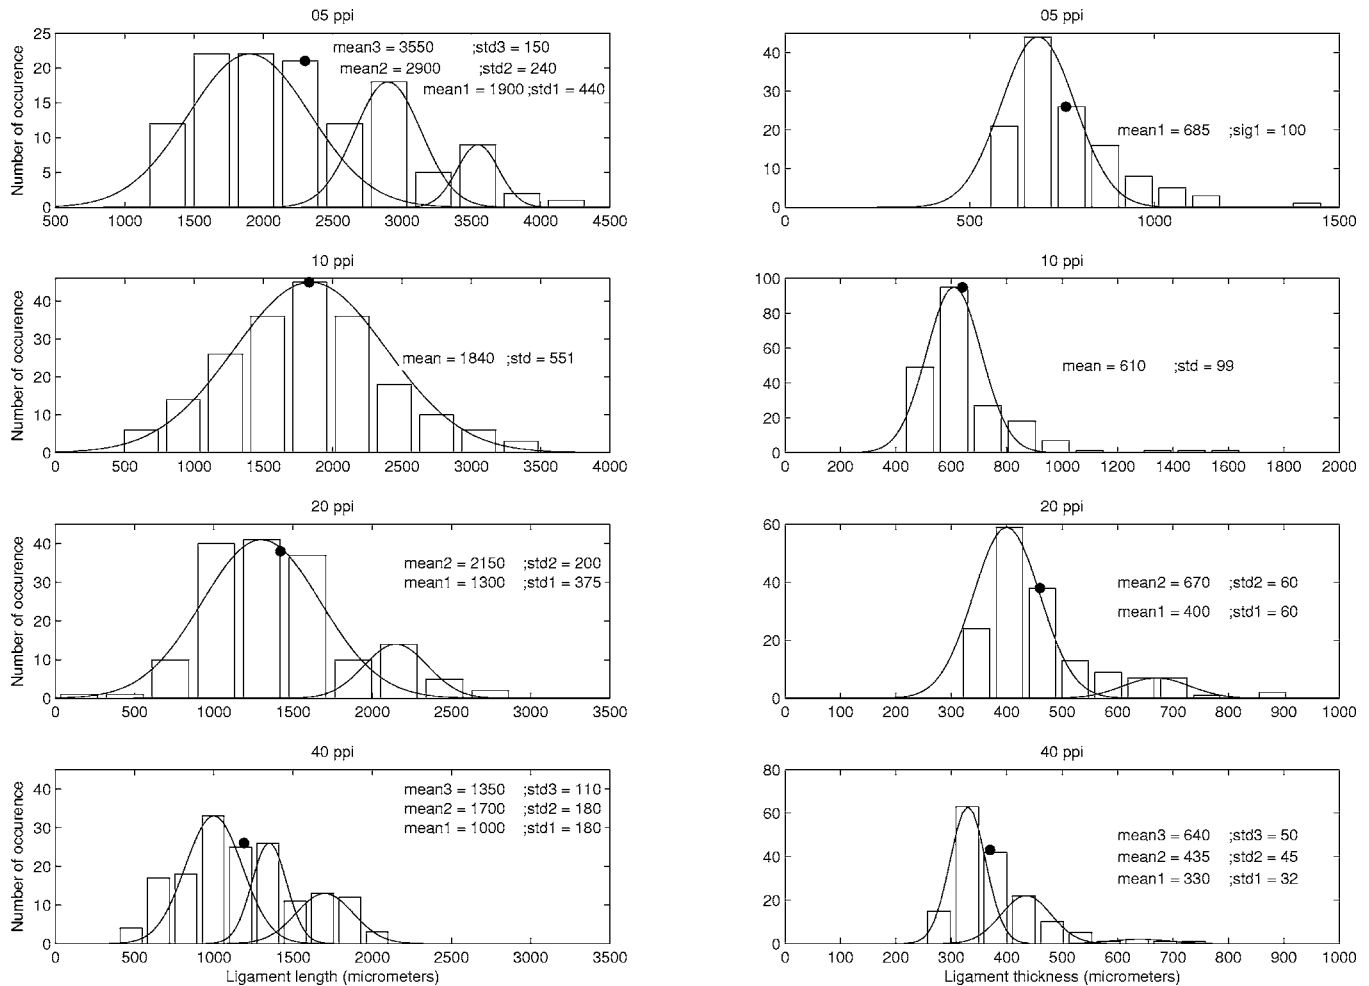 05 ppi
Number of occurence
25
20
15
10
5
0
500 1000 1500 2000 2500 3000 3500 4000 4500
mean3 = 3550 ;std3 = 150
mean2 = 2900 ;std2 = 240
mean1 = 1900 ;std1 = 440
05 ppi
40
30
20
10
0
0 500 1000 1500
mean1 = 685 ;sig1 = 100
10 ppi
Number of occurence
40
30
20
10
0
0 500 1000 1500 2000 2500 3000 3500 4000
mean = 1840 ;std = 551
10 ppi
100
80
60
40
20
0
0 200 400 600 800 1000 1200 1400 1600 1800 2000
mean = 610 ;std = 99
20 ppi
Number of occurence
40
30
20
10
0
0 500 1000 1500 2000 2500 3000 3500
mean2 = 2150 ;std2 = 200
mean1 = 1300 ;std1 = 375
20 ppi
60
40
20
0
0 100 200 300 400 500 600 700 800 900 1000
mean2 = 670 ;std2 = 60
mean1 = 400 ;std1 = 60
40 ppi
Number of occurence
40
30
20
10
0
0 500 1000 1500 2000 2500 3000 3500
mean3 = 1350 ;std3 = 110
mean2 = 1700 ;std2 = 180
mean1 = 1000 ;std1 = 180
Ligament length (micrometers)
40 ppi
80
60
40
20
0
0 100 200 300 400 500 600 700 800 900 1000
mean3 = 640 ;std3 = 50
mean2 = 435 ;std2 = 45
mean1 = 330 ;std1 = 32
Ligament thickness (micrometers)